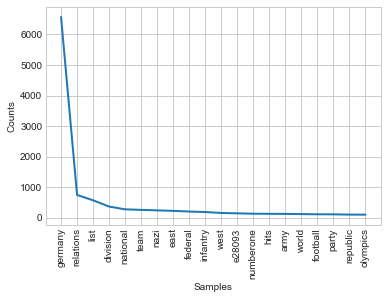 6000
5000
4000
3000
2000
1000
0
Counts
germany
relations
list
division
national
team
nazi
east
federal
infantry
west
e28093
numberone
hits
army
world
football
party
republic
olympics
Samples